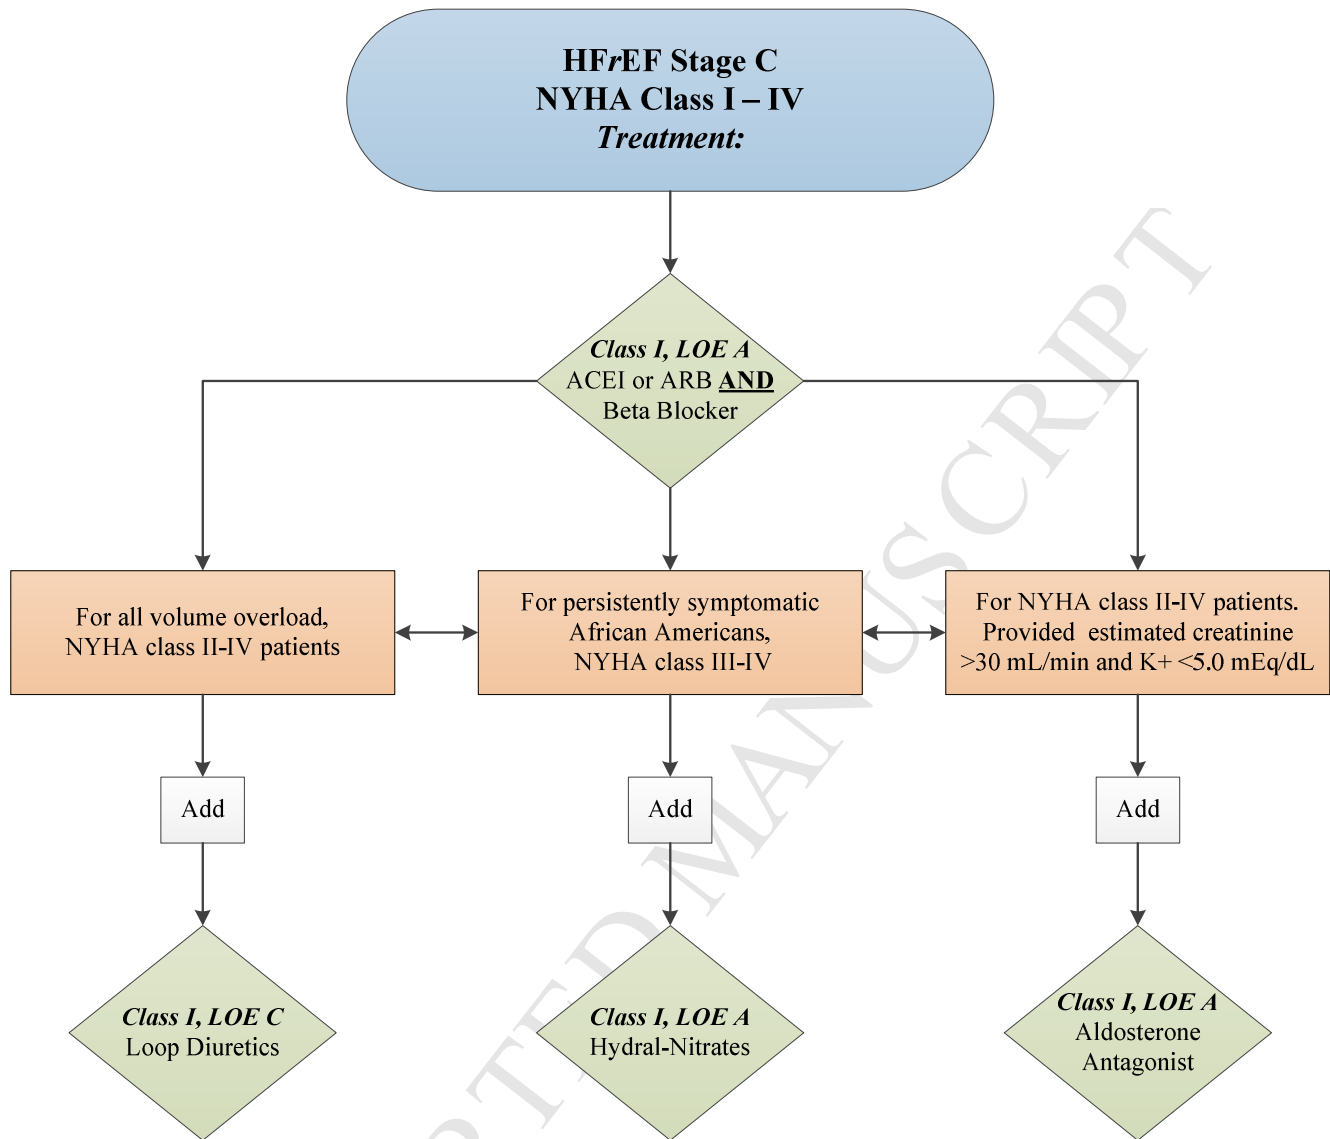 HFrEF Stage C
NYHA Class I – IV
Treatment:
Class I, LOE A
ACEI or ARB AND
Beta Blocker
For all volume overload,
NYHA class II-IV patients
For persistently symptomatic
African Americans,
NYHA class III-IV
For NYHA class II-IV patients.
Provided estimated creatinine
>30 mL/min and K+ <5.0 mEq/dL
Add
Add
Add
Class I, LOE C
Loop Diuretics
Class I, LOE A
Hydral-Nitrates
Class I, LOE A
Aldosterone
Antagonist
PTED MANUSCRIPT